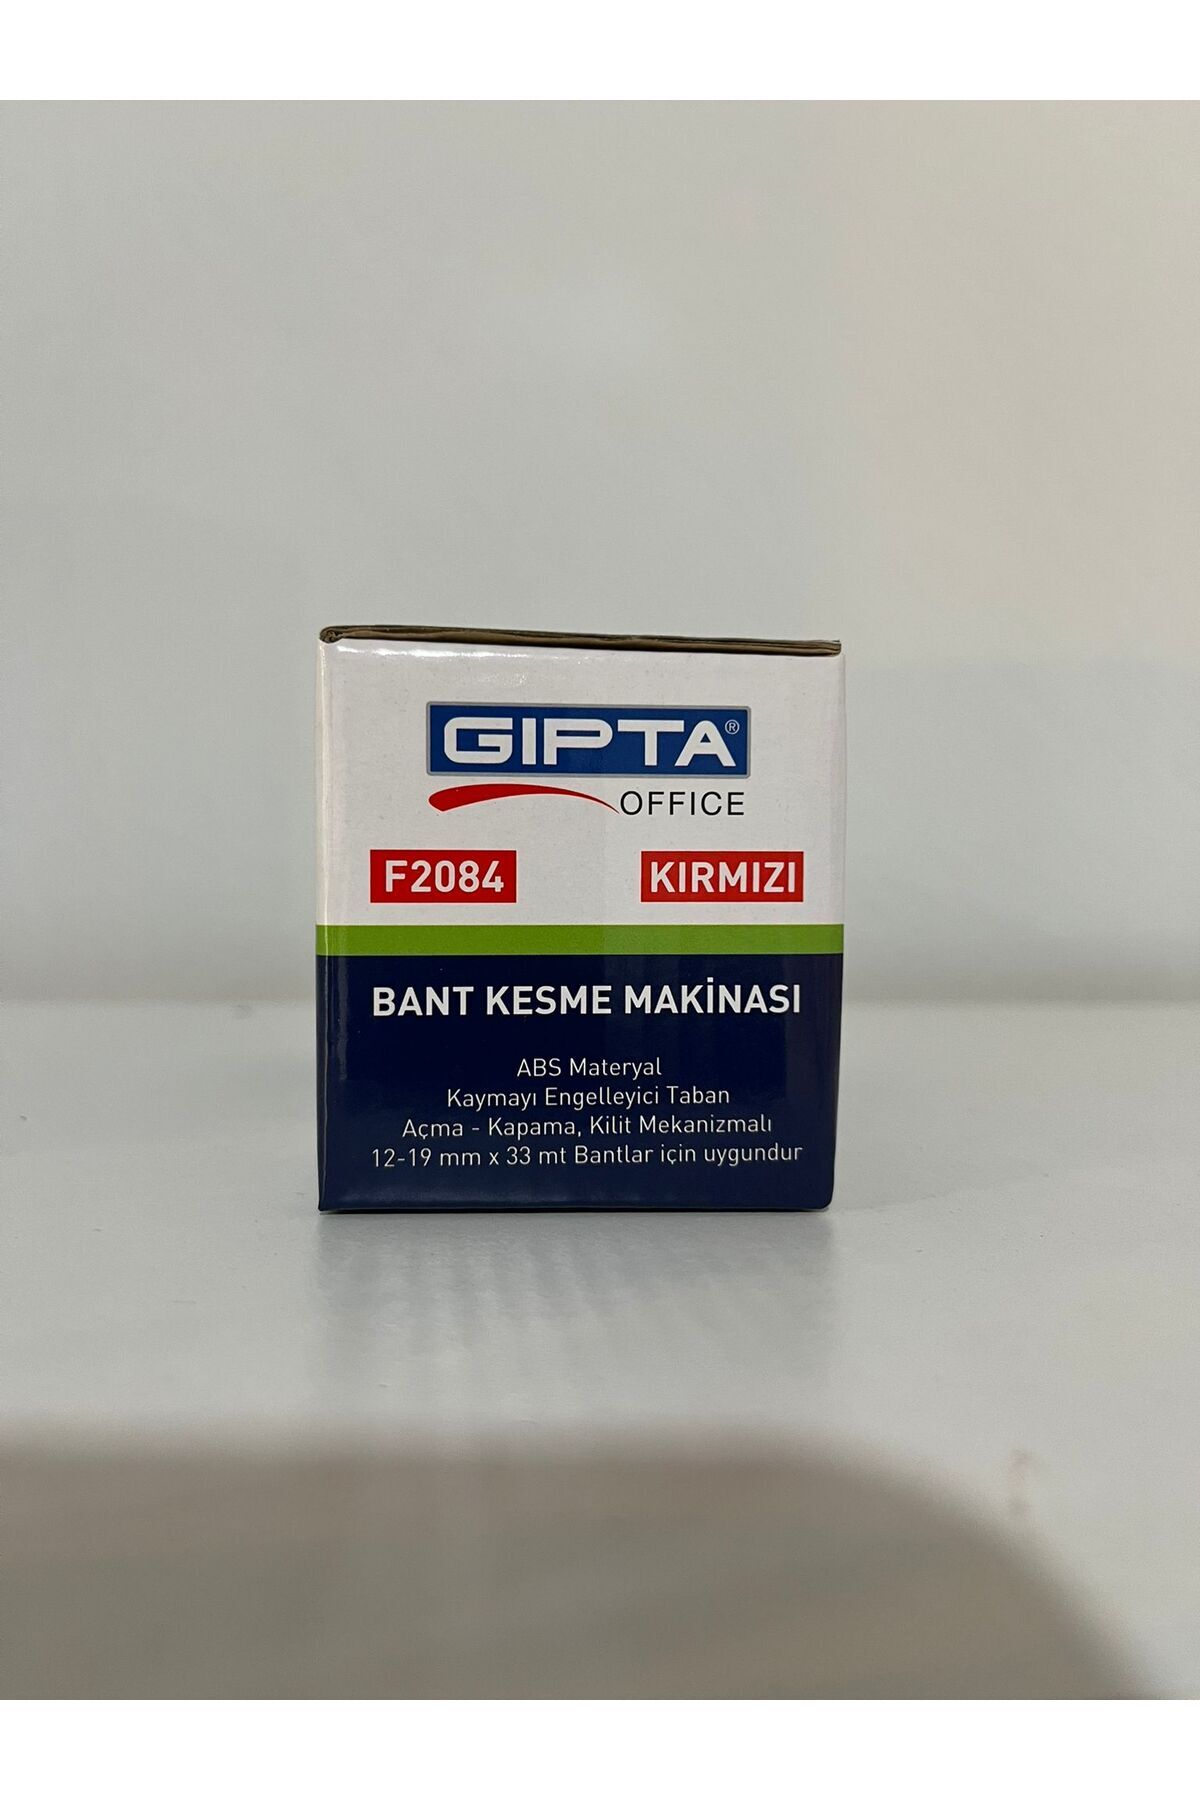 GIPTA®
OFFICE
F2084 KIRMIZI
BANT KESME MAKİNASI
ABS Materyal
Kaymayı Engelleyici Taban
Açma - Kapama, Kilit Mekanizmalı
12-19 mm x 33 mt Bantlar için uygundur